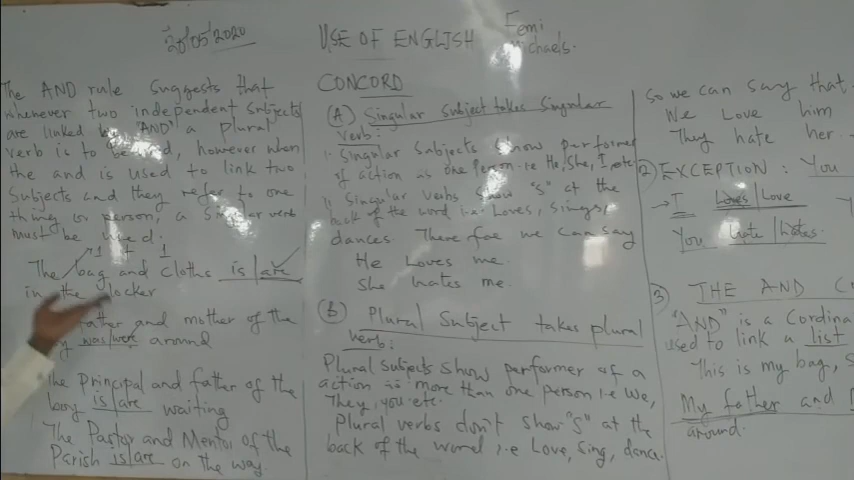 20/05/2020
USE OF ENGLISH
Femi
Michaels.
The AND rule suggests that
whenever two independent subjects
are linked by "AND" a plural
verb is to be used, however when
the and is used to link two
Subjects and they refer to one
thing or person, a Singular verb
must be used.
1 + 1
The bag and cloths is/are
in the locker
father and mother of the
was/were around
The Principal and father of the
boy is/are waiting
The Pastor and Mentor of the
Parish is/are on the way.
CONCORD
(A) Singular Subject takes Singular
verb:
i. Singular Subjects show performer
of action as one person i.e He, She, I, etc.
ii Singular verbs show "S" at the
back of the word i.e. Loves, sings,
dances. There foe we can say
He Loves me.
She hates me.
(B) Plural Subject takes plural
verb:
Plural subjects show performer of a
action is more than one person i.e We,
They, you etc.
Plural verbs don't show "s" at the
back of the word i.e Love, Sing, dance.
so we can say that.
We Love him
They hate her.
2) EXCEPTION: You
→ I Loves/Love
You hate/hates
3) THE AND
"AND" is a Cordina
used to link a list
This is my bag, S
My father and
around.